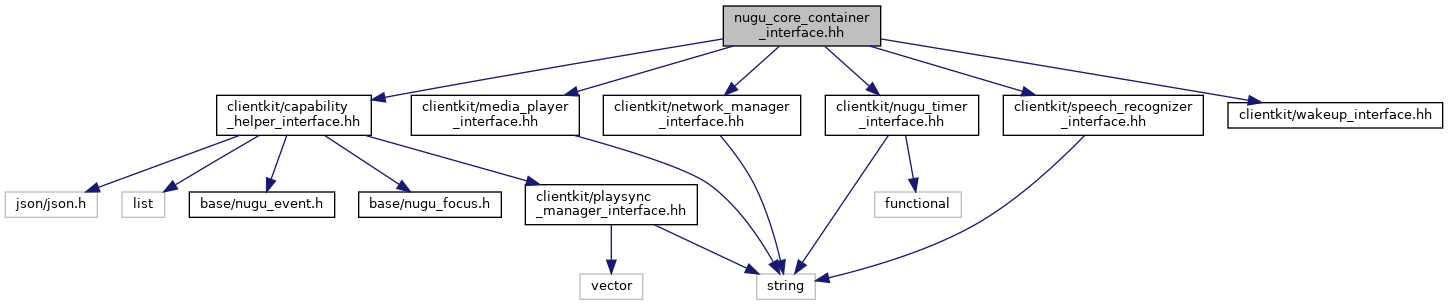 nugu_core_container
_interface.hh
clientkit/capability
_helper_interface.hh
clientkit/media_player
_interface.hh
clientkit/network_manager
_interface.hh
clientkit/nugu_timer
_interface.hh
clientkit/speech_recognizer
_interface.hh
clientkit/wakeup_interface.hh
json/json.h
list
base/nugu_event.h
base/nugu_focus.h
clientkit/playsync
_manager_interface.hh
functional
vector
string